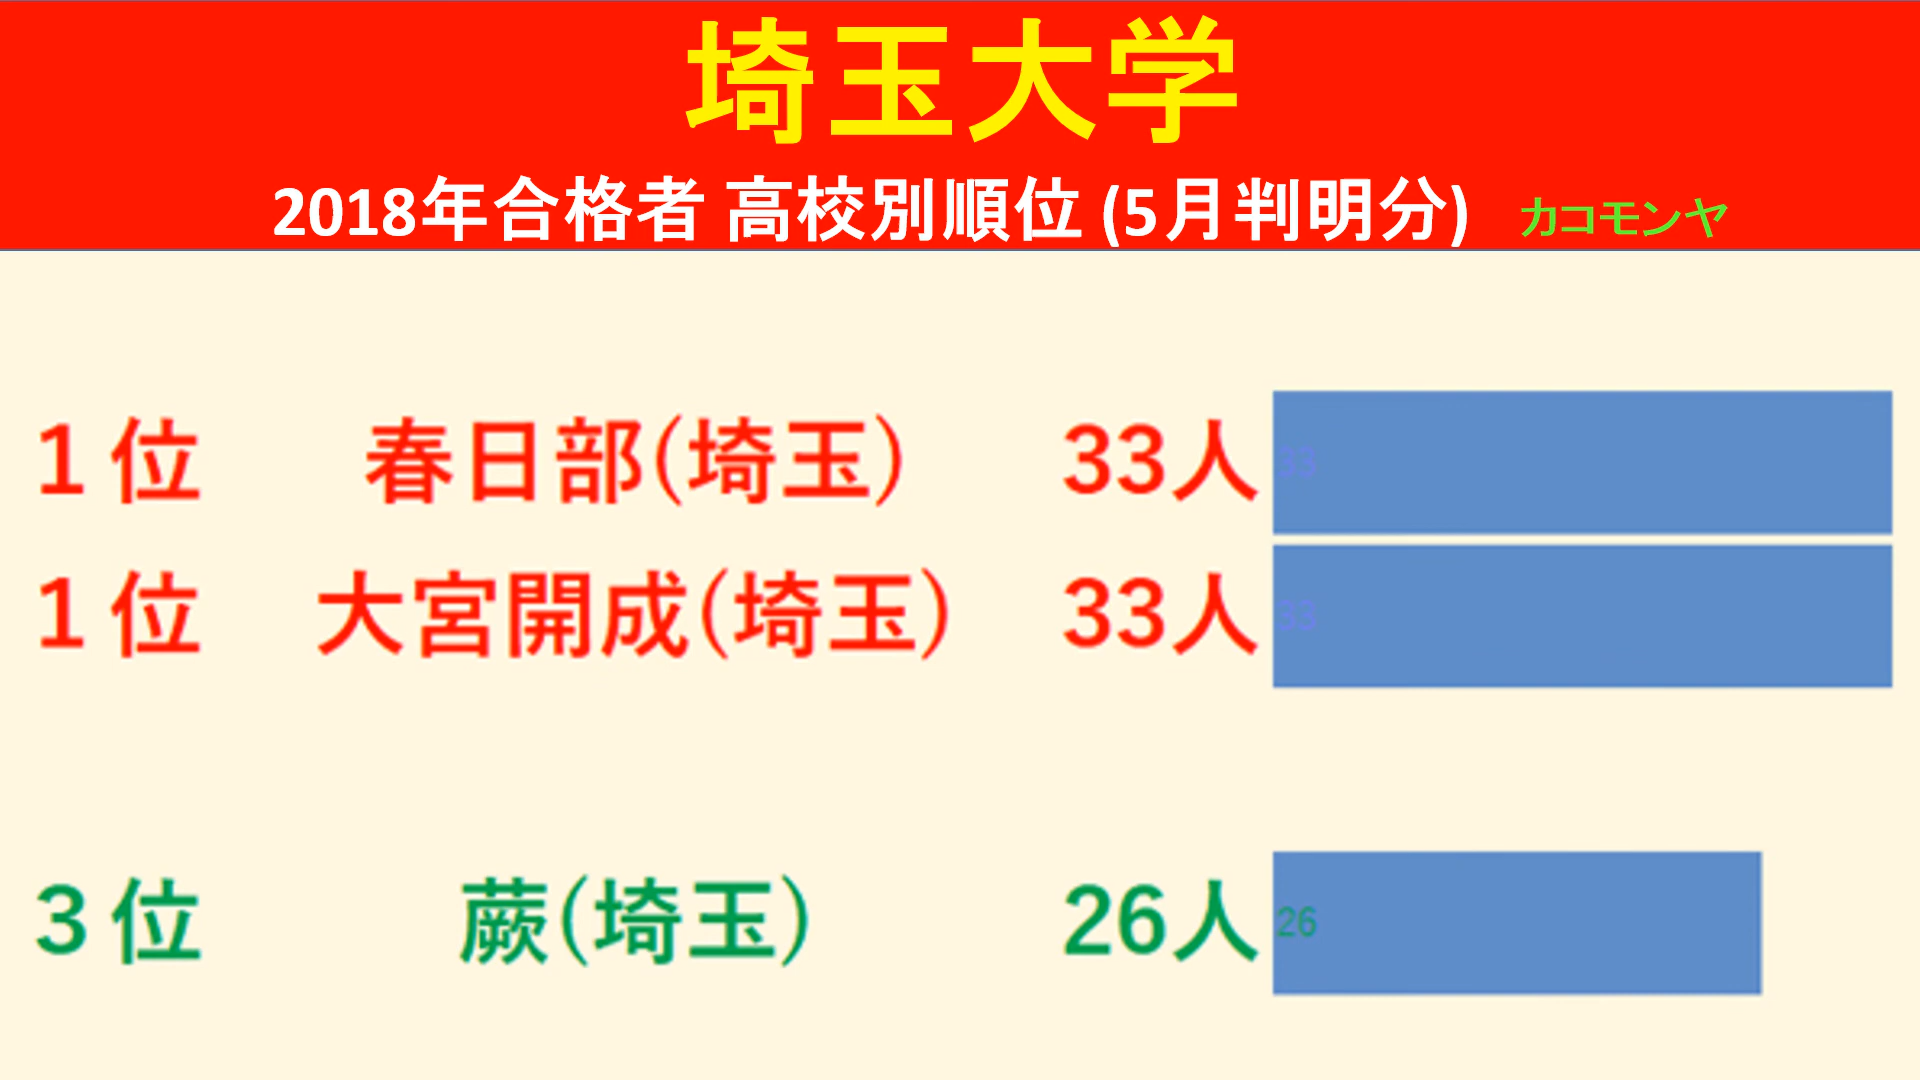 埼玉大学
2018年合格者 高校別順位 (5月判明分) カコモンヤ
1位 春日部(埼玉) 33人 33
1位 大宮開成(埼玉) 33人 33
3位 蕨(埼玉) 26人 26